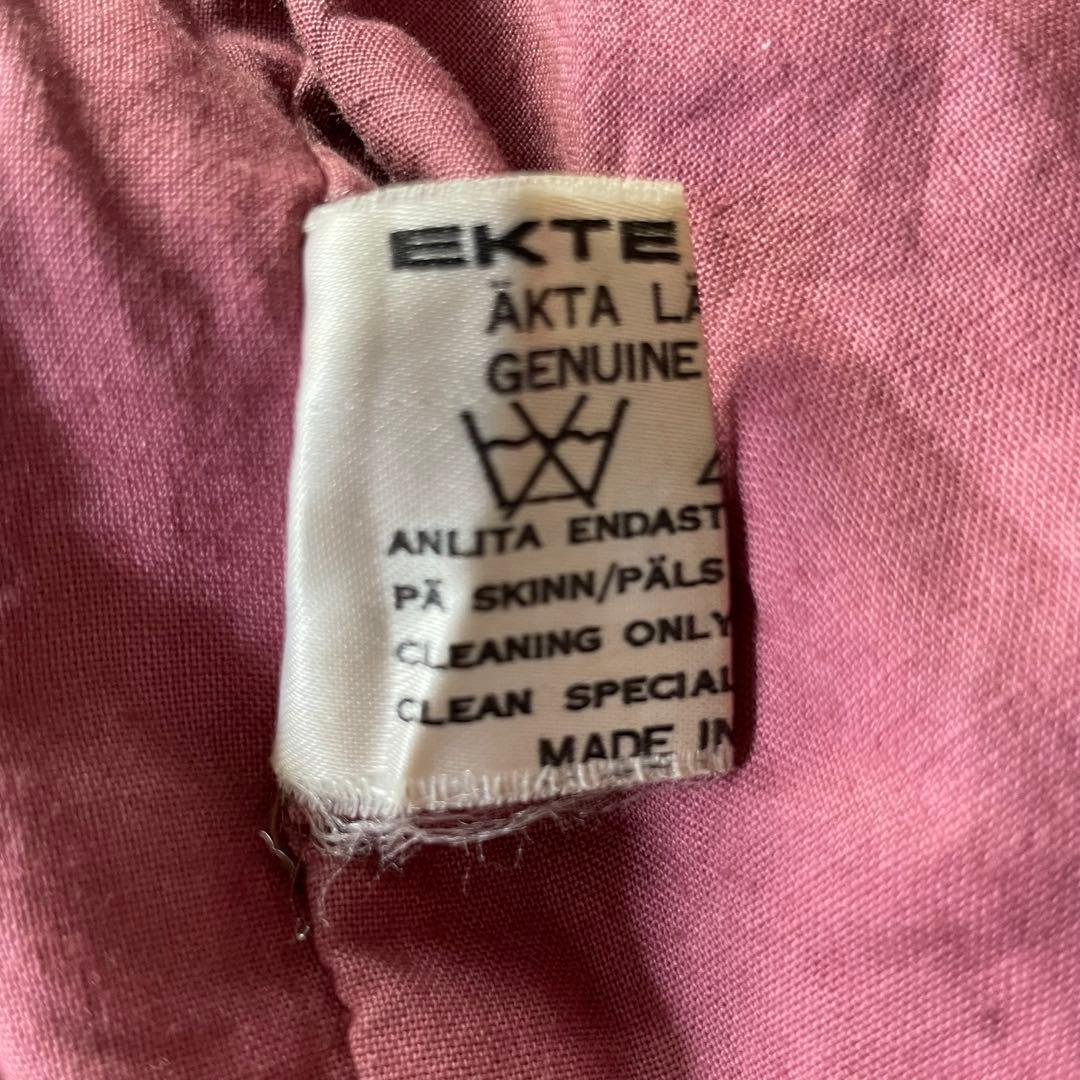 EKTE
ÄKTA LÄ
GENUINE
ANLITA ENDAST
PÄ SKINN/PÄLS
CLEANING ONLY
CLEAN SPECIAL
MADE IN